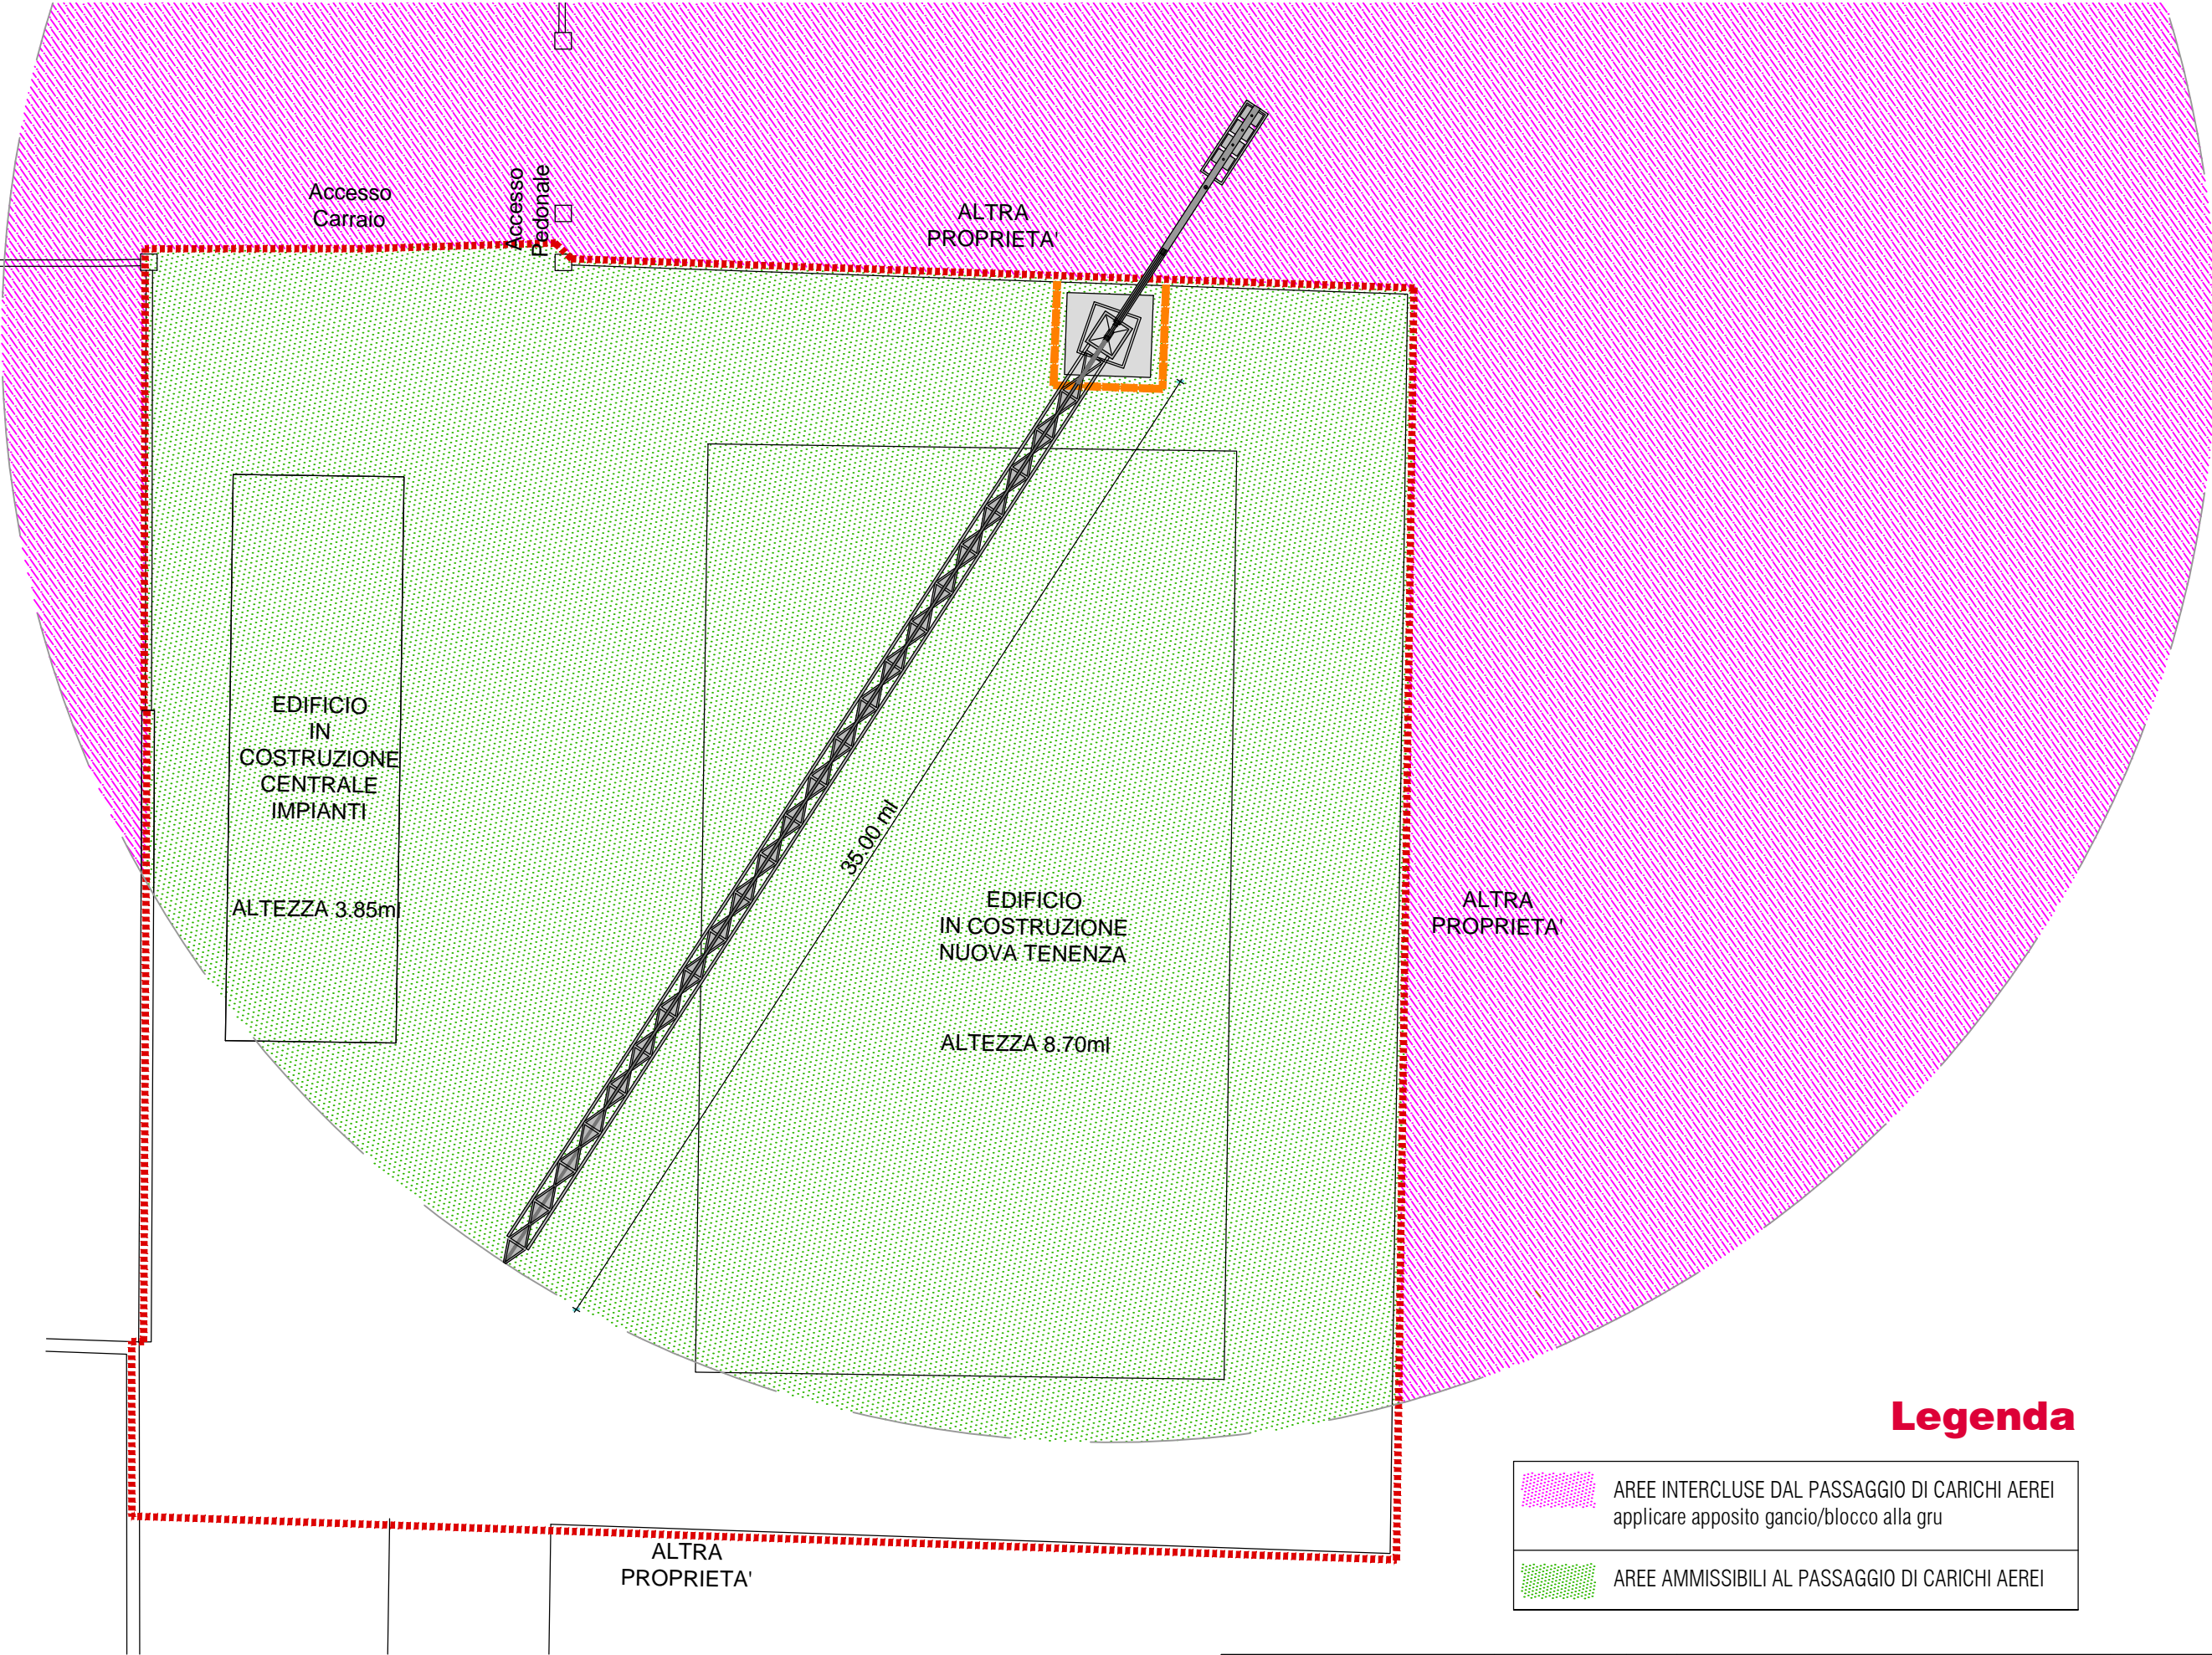 Accesso
Carraio
Accesso
Pedonale
ALTRA
PROPRIETA'
EDIFICIO
IN
COSTRUZIONE
CENTRALE
IMPIANTI
ALTEZZA 3.85ml
35.00 ml
EDIFICIO
IN COSTRUZIONE
NUOVA TENENZA
ALTEZZA 8.70ml
ALTRA
PROPRIETA'
ALTRA
PROPRIETA'
Legenda
AREE INTERCLUSE DAL PASSAGGIO DI CARICHI AEREI
applicare apposito gancio/blocco alla gru
AREE AMMISSIBILI AL PASSAGGIO DI CARICHI AEREI